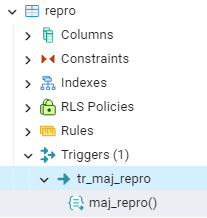 repro
Columns
Constraints
Indexes
RLS Policies
Rules
Triggers (1)
tr_maj_repro
maj_repro()